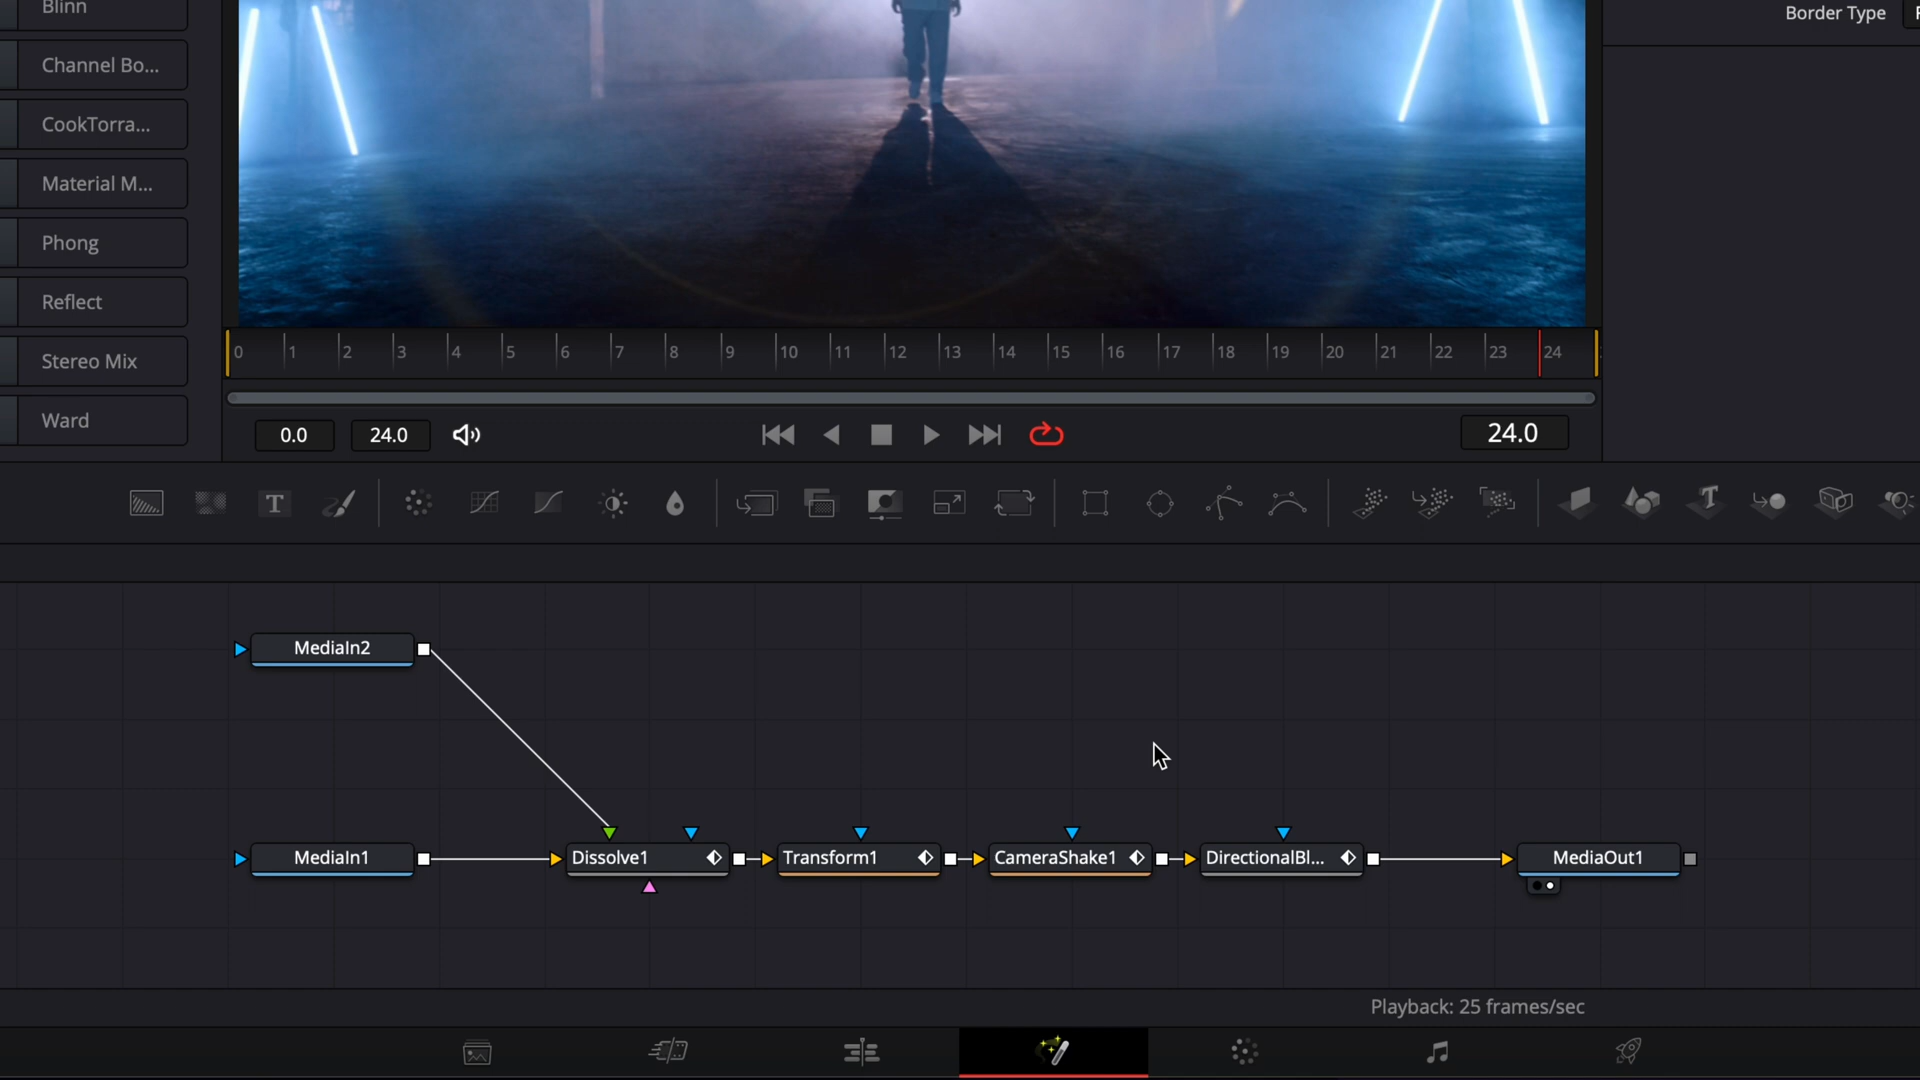 Blinn
Channel Bo...
CookTorra...
Material M...
Phong
Reflect
Stereo Mix
Ward
Border Type
0 1 2 3 4 5 6 7 8 9 10 11 12 13 14 15 16 17 18 19 20 21 22 23 24
0.0 24.0 24.0
T
MediaIn2
MediaIn1 Dissolve1 Transform1 CameraShake1 DirectionalBl... MediaOut1
Playback: 25 frames/sec